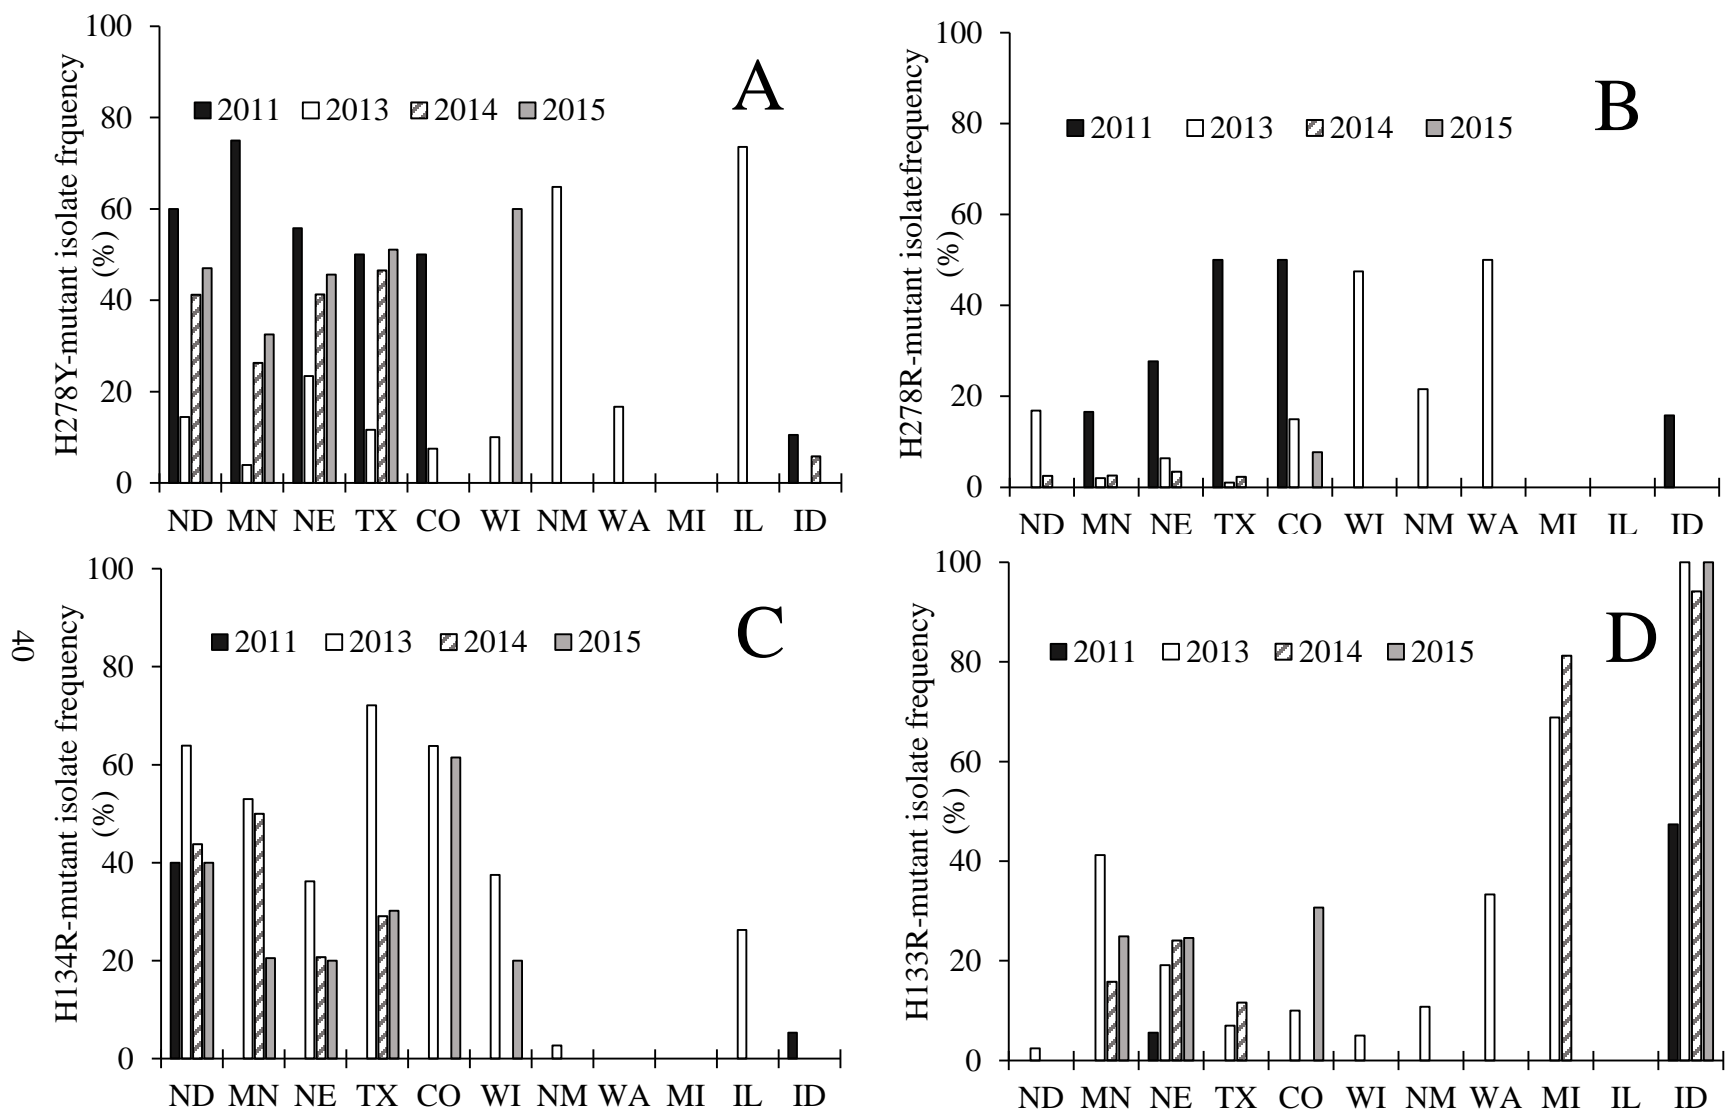 100
80
60
40
20
0
H278Y-mutant isolate frquency
(%)
2011 2013 2014 2015
A
ND MN NE TX CO WI NM WA MI IL ID
100
80
60
40
20
0
H278R-mutant isolatefrequency
(%)
2011 2013 2014 2015
B
ND MN NE TX CO WI NM WA MI IL ID
40
100
80
60
40
20
0
H134R-mutant isolate frequency
(%)
2011 2013 2014 2015
C
ND MN NE TX CO WI NM WA MI IL ID
100
80
60
40
20
0
H133R-mutant isolate frequency
(%)
2011 2013 2014 2015
D
ND MN NE TX CO WI NM WA MI IL ID